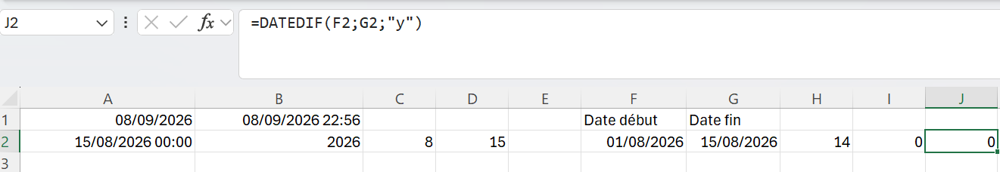 J2 fx =DATEDIF(F2;G2;"y")
A B C D E F G H I J
1 08/09/2026 08/09/2026 22:56 Date début Date fin
2 15/08/2026 00:00 2026 8 15 01/08/2026 15/08/2026 14 0 0
3